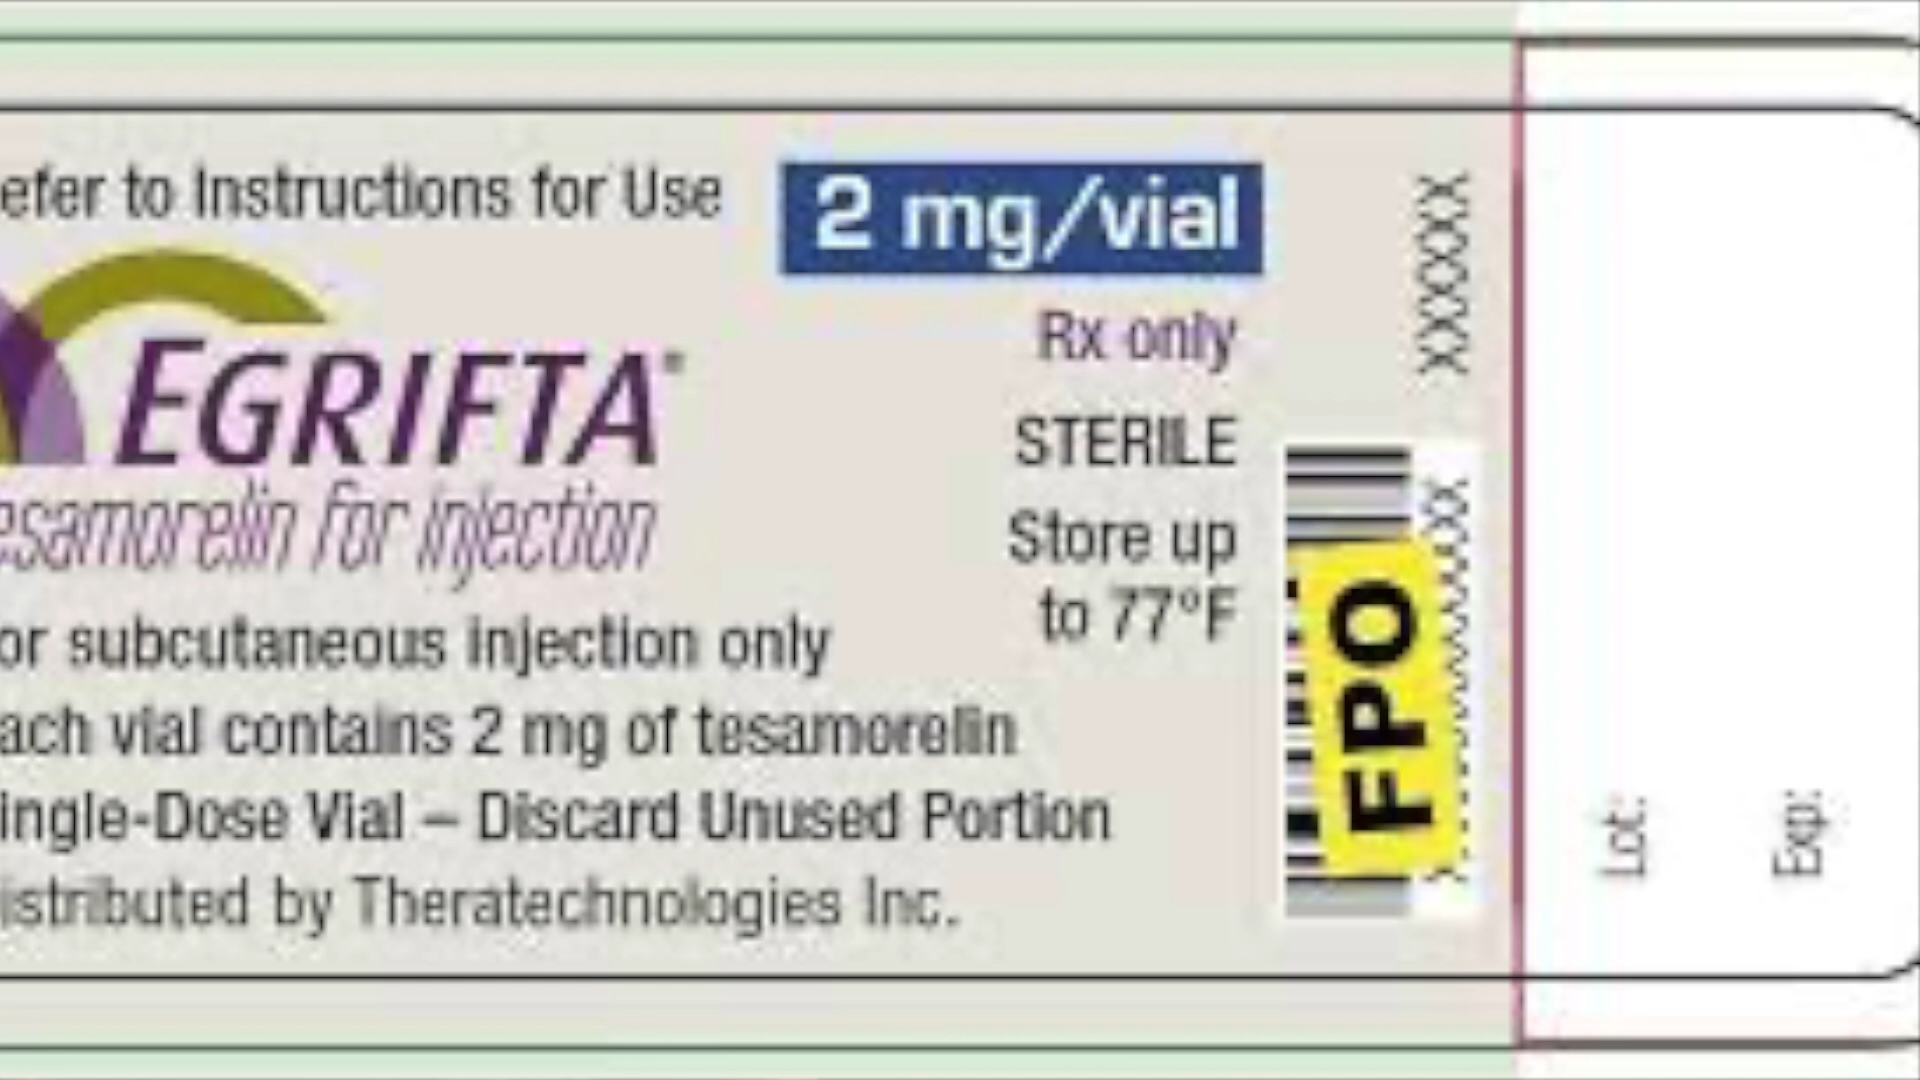 efer to Instructions for Use
2 mg/vial
EGRIFTA®
esamorelin for injection
or subcutaneous injection only
ach vial contains 2 mg of tesamorelin
ingle-Dose Vial – Discard Unused Portion
istributed by Theratechnologies Inc.
Rx only
STERILE
Store up
to 77°F
XXXXXX
FPO
Lot:
Exp: